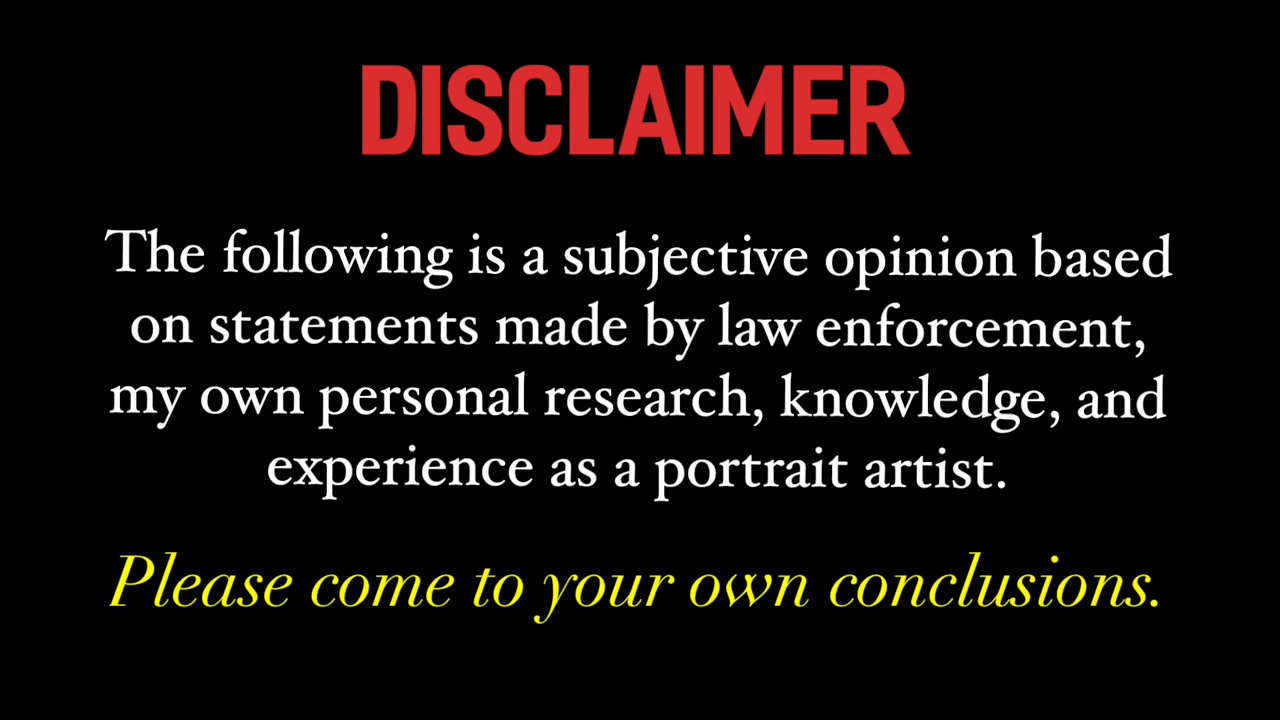 DISCLAIMER
The following is a subjective opinion based
on statements made by law enforcement,
my own personal research, knowledge, and
experience as a portrait artist.
Please come to your own conclusions.